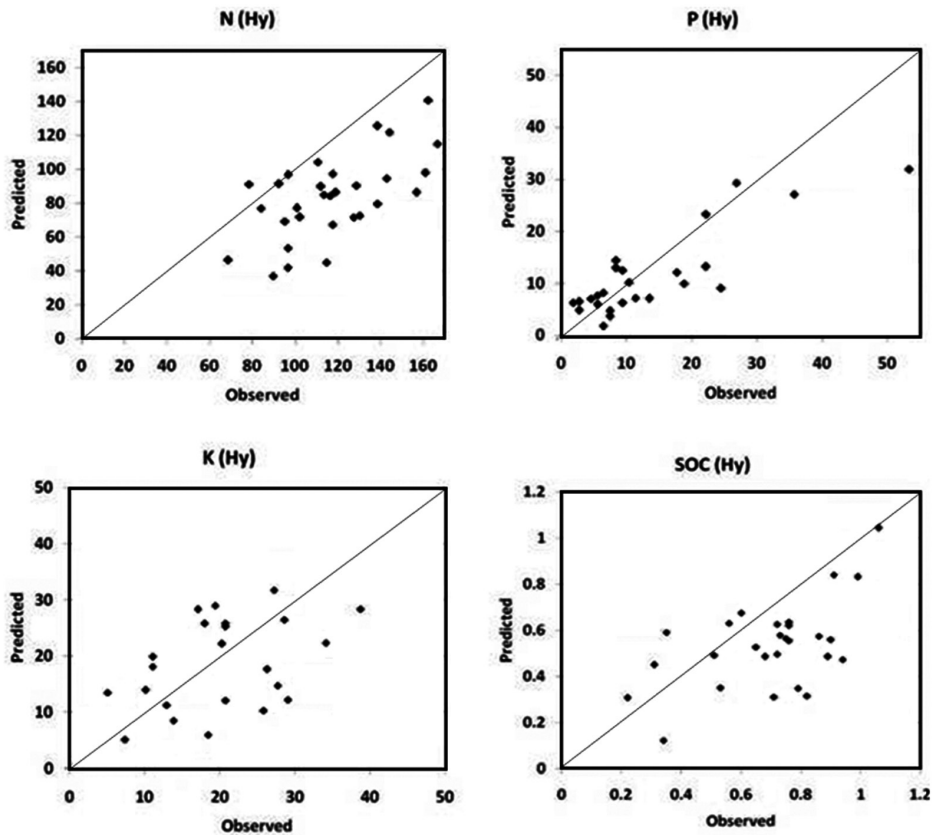 N (Hy)
160
140
120
100
80
60
40
20
0
Predicted
0 20 40 60 80 100 120 140 160
Observed
P (Hy)
50
40
30
20
10
0
Predicted
0 10 20 30 40 50
Observed
K (Hy)
50
40
30
20
10
0
Predicted
0 10 20 30 40 50
Observed
SOC (Hy)
1.2
1
0.8
0.6
0.4
0.2
0
Predicted
0 0.2 0.4 0.6 0.8 1 1.2
Observed